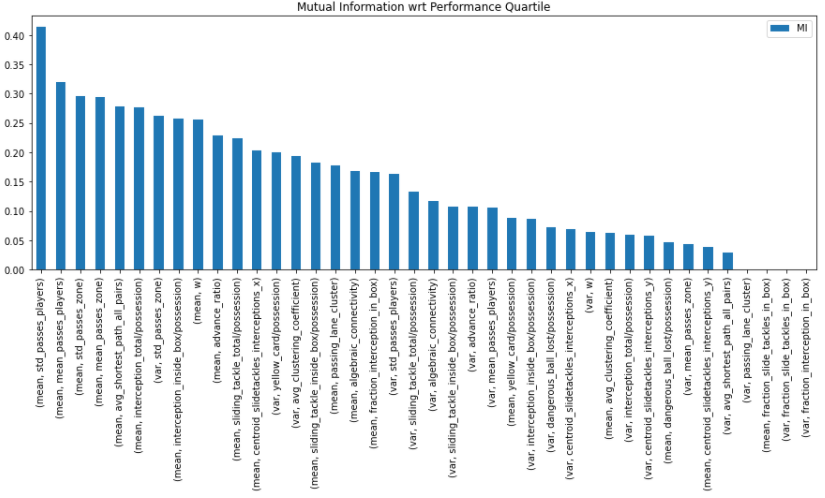 Mutual Information wrt Performance Quartile
MI
0.40
0.35
0.30
0.25
0.20
0.15
0.10
0.05
0.00
(mean, std_passes_players)
(mean, mean_passes_players)
(mean, std_passes_zone)
(mean, mean_passes_zone)
(mean, avg_shortest_path_all_pairs)
(mean, interception_total/possession)
(var, std_passes_zone)
(mean, interception_inside_box/possession)
(mean, w)
(mean, advance_ratio)
(mean, sliding_tackle_total/possession)
(mean, centroid_slidetackles_interceptions_x)
(var, yellow_card/possession)
(var, avg_clustering_coefficient)
(mean, sliding_tackle_inside_box/possession)
(mean, passing_lane_cluster)
(mean, algebraic_connectivity)
(mean, fraction_interception_in_box)
(var, std_passes_players)
(var, sliding_tackle_total/possession)
(var, algebraic_connectivity)
(var, sliding_tackle_inside_box/possession)
(var, advance_ratio)
(var, mean_passes_players)
(mean, yellow_card/possession)
(var, interception_inside_box/possession)
(var, dangerous_ball_lost/possession)
(var, centroid_slidetackles_interceptions_x)
(var, w)
(mean, avg_clustering_coefficient)
(var, interception_total/possession)
(var, centroid_slidetackles_interceptions_y)
(mean, dangerous_ball_lost/possession)
(var, mean_passes_zone)
(mean, centroid_slidetackles_interceptions_y)
(var, avg_shortest_path_all_pairs)
(var, passing_lane_cluster)
(mean, fraction_slide_tackles_in_box)
(var, fraction_slide_tackles_in_box)
(var, fraction_interception_in_box)